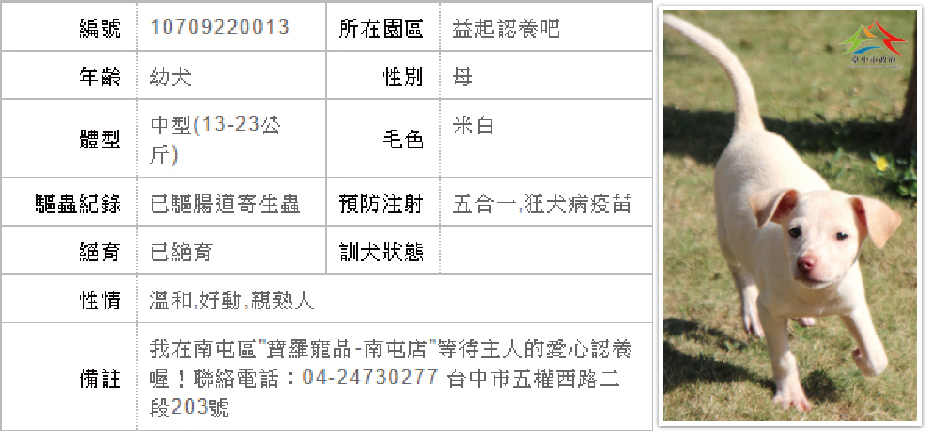 編號 10709220013 所在園區 益起認養吧
年齡 幼犬 性別 母
體型 中型(13-23公
斤) 毛色 米白
驅蟲紀錄 已驅腸道寄生蟲 預防注射 五合一,狂犬病疫苗
絕育 已絕育 訓犬狀態
性情 溫和,好動,親熟人
備註 我在南屯區"寶羅寵品-南屯店"等待主人的愛心認養
喔！聯絡電話：04-24730277 台中市五權西路二
段203號
臺中市政府